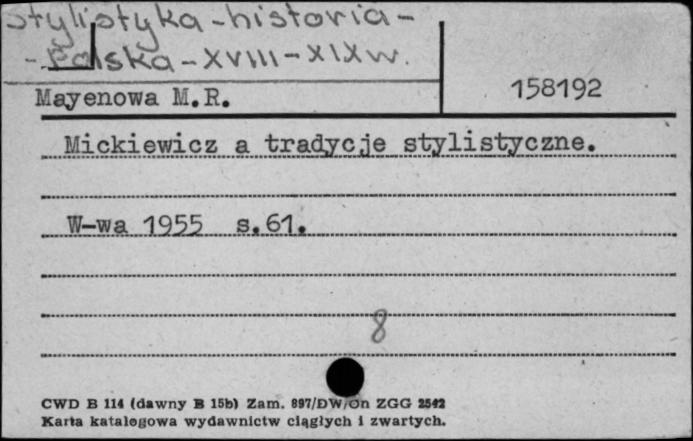 Stylistyka - historia -
- Polska - XVIII - XIX w.
Mayenowa M.R.
158192
Mickiewicz a tradycje stylistyczne.
W-wa 1955 s.61.
8
CWD B 114 (dawny B 15b) Zam. 897/DW/On ZGG 2542
Karta katalogowa wydawnictw ciągłych i zwartych.